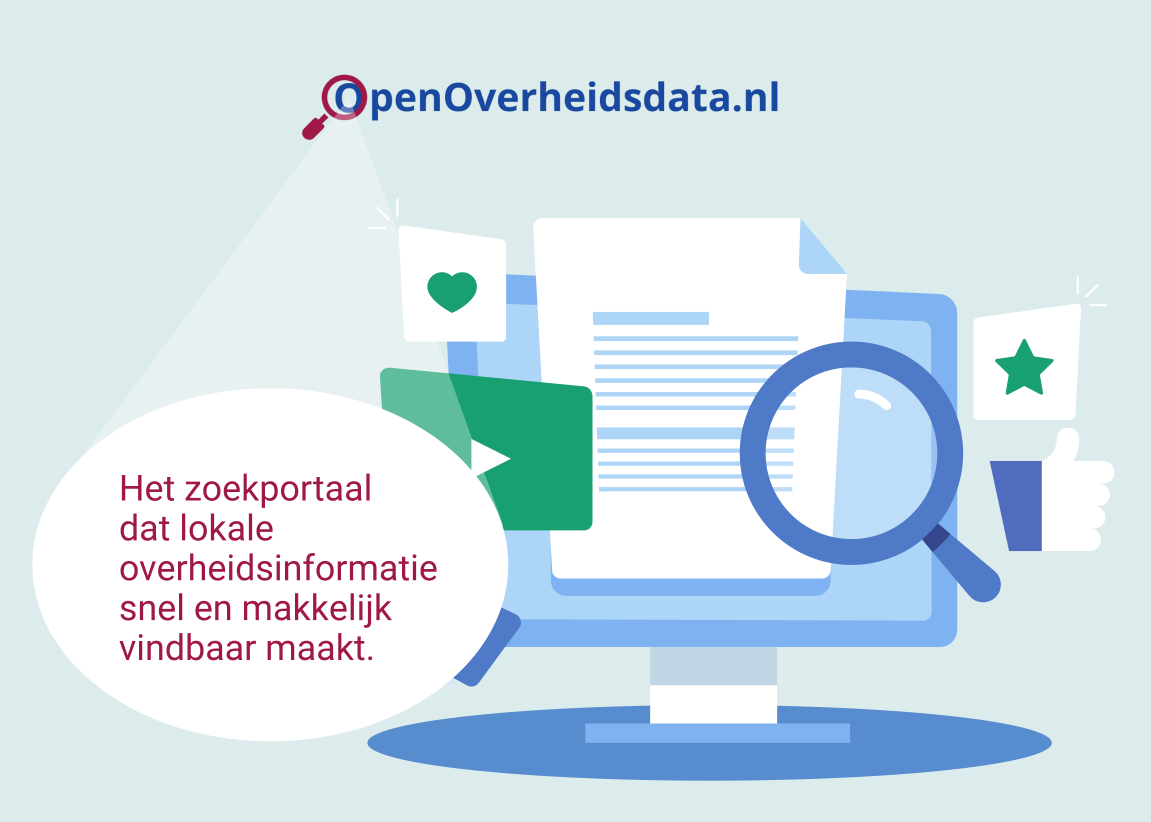 OpenOverheidsdata.nl
Het zoekportaal
dat lokale
overheidsinformatie
snel en makkelijk
vindbaar maakt.